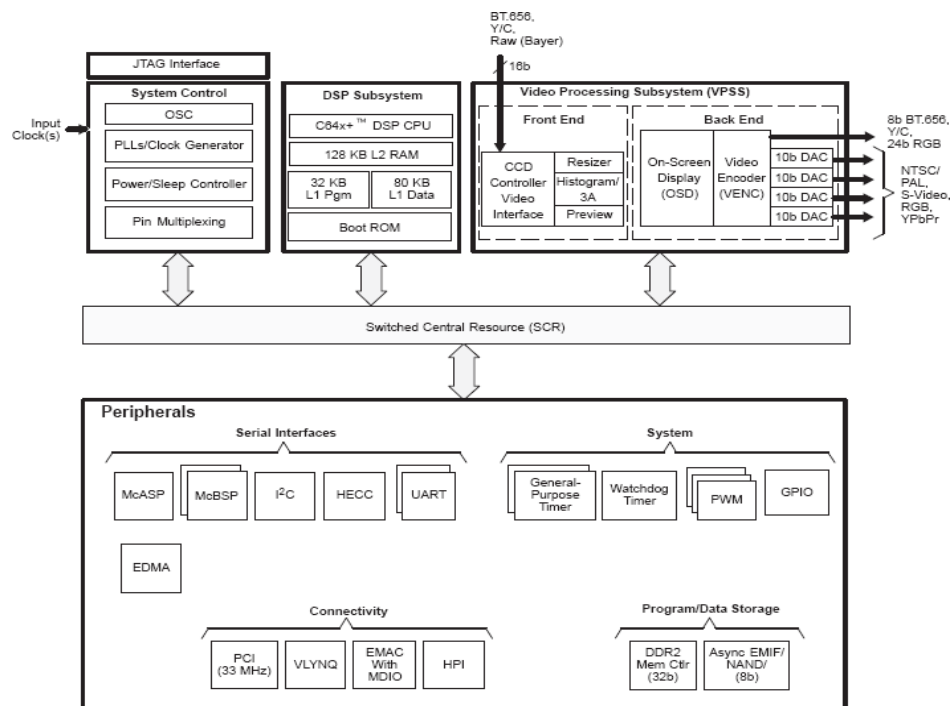 BT.656,
Y/C,
Raw (Bayer)
16b
JTAG Interface
System Control
OSC
PLLs/Clock Generator
Power/Sleep Controller
Pin Multiplexing
Input
Clock(s)
DSP Subsystem
C64x+™ DSP CPU
128 KB L2 RAM
32 KB
L1 Pgm
80 KB
L1 Data
Boot ROM
Video Processing Subsystem (VPSS)
Front End
CCD
Controller
Video
Interface
Resizer
Histogram/
3A
Preview
Back End
On-Screen
Display
(OSD)
Video
Encoder
(VENC)
10b DAC
10b DAC
10b DAC
10b DAC
8b BT.656,
Y/C,
24b RGB
NTSC/
PAL,
S-Video,
RGB,
YPbPr
Switched Central Resource (SCR)
Peripherals
Serial Interfaces
McASP
McBSP
I²C
HECC
UART
System
General-
Purpose
Timer
Watchdog
Timer
PWM
GPIO
EDMA
Connectivity
PCI
(33 MHz)
VLYNQ
EMAC
With
MDIO
HPI
Program/Data Storage
DDR2
Mem Ctlr
(32b)
Async EMIF/
NAND/
(8b)